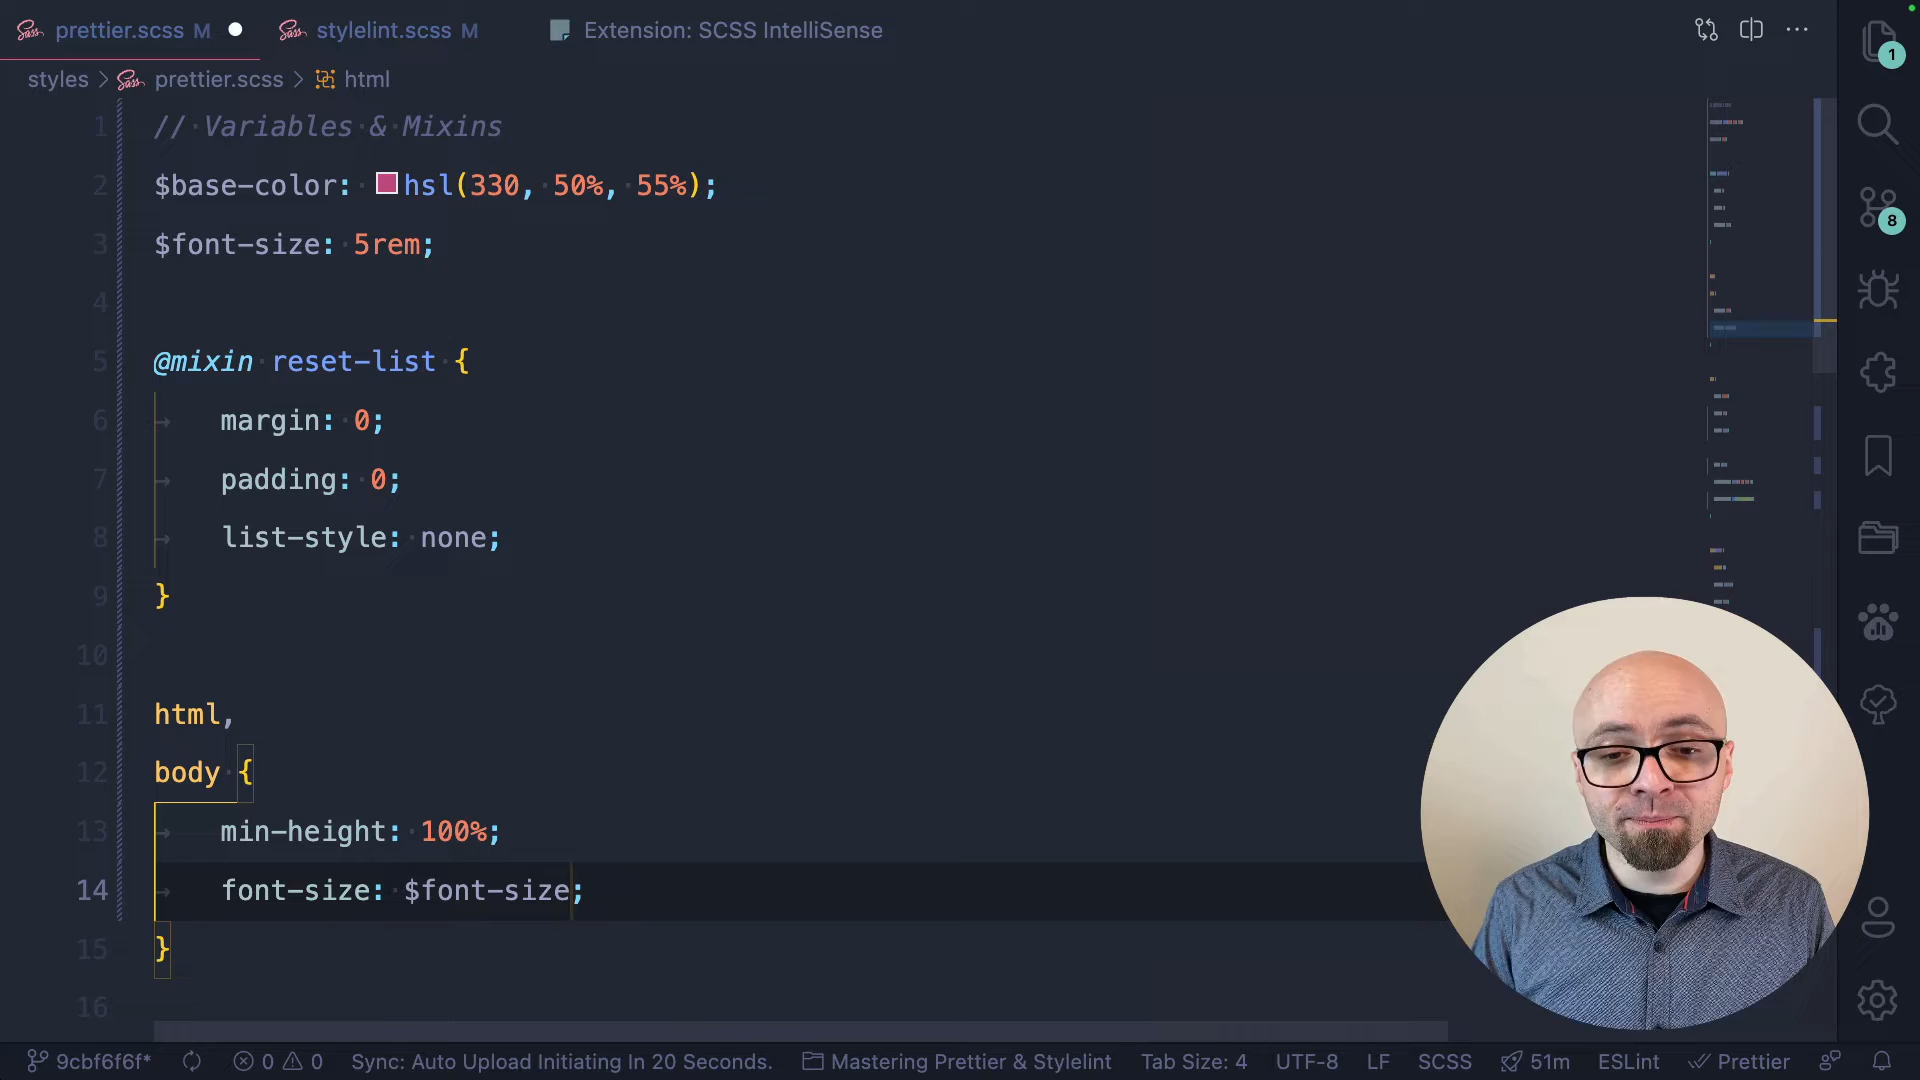 prettier.scss M
stylelint.scss M
Extension: SCSS IntelliSense
styles > prettier.scss > html
1 // Variables & Mixins
2 $base-color: hsl(330, 50%, 55%);
3 $font-size: 5rem;
4
5 @mixin reset-list {
6 margin: 0;
7 padding: 0;
8 list-style: none;
9 }
10
11 html,
12 body {
13 min-height: 100%;
14 font-size: $font-size;
15 }
16
1
8
9cbf6f6f* 0 0 Sync: Auto Upload Initiating In 20 Seconds. Mastering Prettier & Stylelint Tab Size: 4 UTF-8 LF SCSS 51m ESLint Prettier